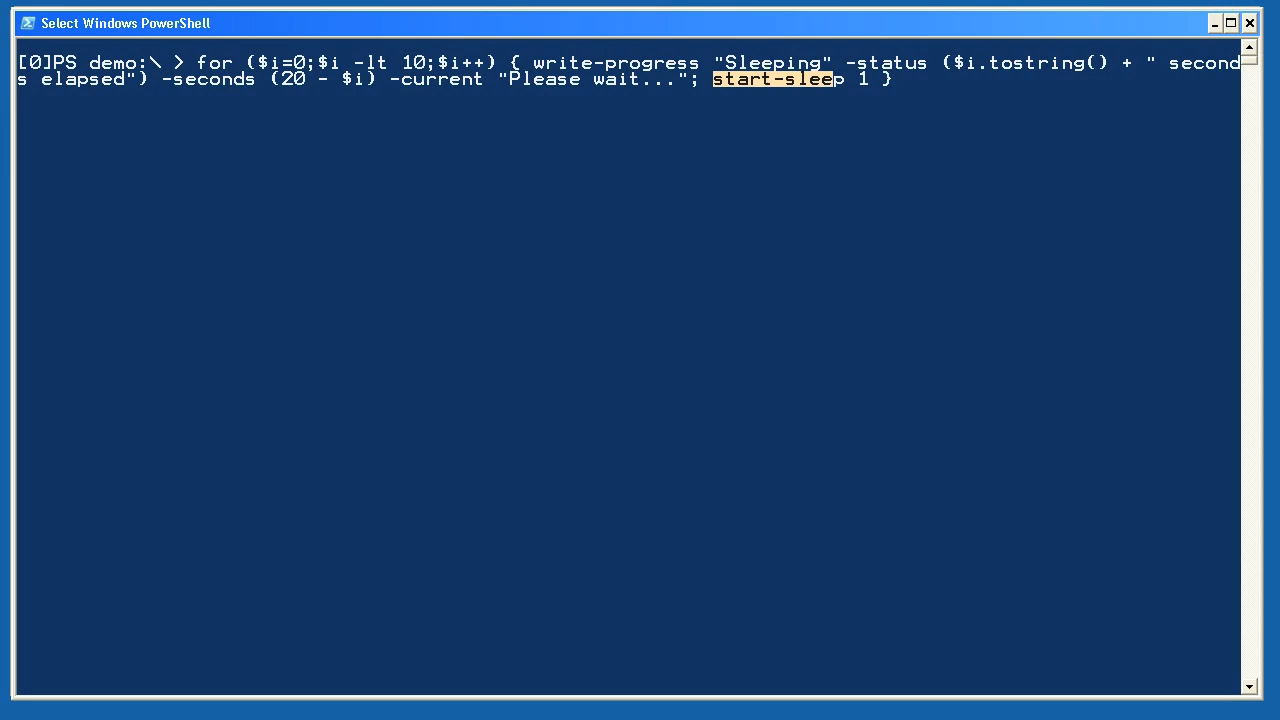 Select Windows PowerShell
[0]PS demo:\ > for ($i=0;$i -lt 10;$i++) { write-progress "Sleeping" -status ($i.tostring() + " second
s elapsed") -seconds (20 - $i) -current "Please wait..."; start-sleep 1 }